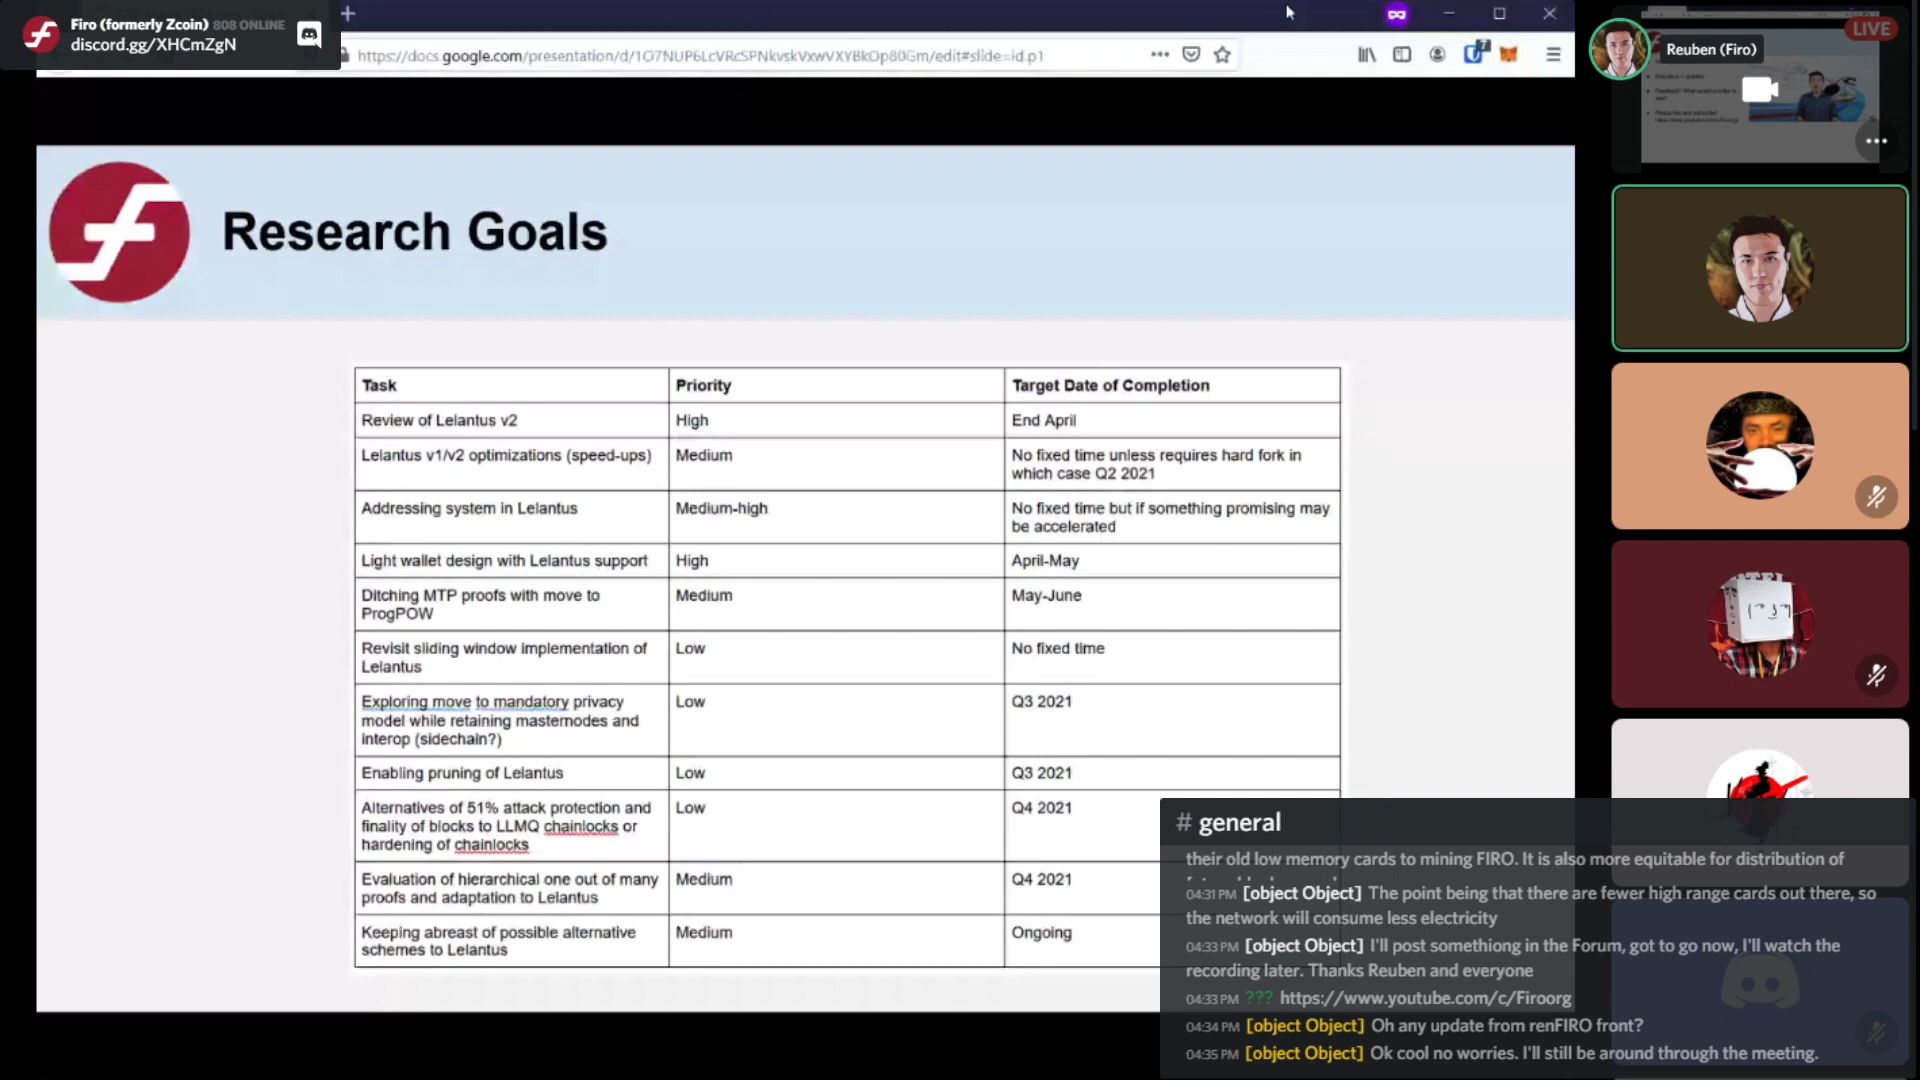 Firo (formerly Zcoin) 808 ONLINE
discord.gg/XHCmZgN
https://docs.google.com/presentation/d/1O7NUP6LcVRcSPNkvskVxwVXYBkOp80Gm/edit#slide=id.p1
LIVE
Reuben (Firo)
Research Goals
Task Priority Target Date of Completion
Review of Lelantus v2 High End April
Lelantus v1/v2 optimizations (speed-ups) Medium No fixed time unless requires hard fork in
which case Q2 2021
Addressing system in Lelantus Medium-high No fixed time but if something promising may
be accelerated
Light wallet design with Lelantus support High April-May
Ditching MTP proofs with move to Medium May-June
ProgPOW
Revisit sliding window implementation of Low No fixed time
Lelantus
Exploring move to mandatory privacy Low Q3 2021
model while retaining masternodes and
interop (sidechain?)
Enabling pruning of Lelantus Low Q3 2021
Alternatives of 51% attack protection and Low Q4 2021
finality of blocks to LLMQ chainlocks or
hardening of chainlocks
Evaluation of hierarchical one out of many Medium Q4 2021
proofs and adaptation to Lelantus
Keeping abreast of possible alternative Medium Ongoing
schemes to Lelantus
# general
their old low memory cards to mining FIRO. It is also more equitable for distribution of
04:31 PM [object Object] The point being that there are fewer high range cards out there, so
the network will consume less electricity
04:33 PM [object Object] I'll post somethiong in the Forum, got to go now, I'll watch the
recording later. Thanks Reuben and everyone
04:33 PM ??? https://www.youtube.com/c/Firoorg
04:34 PM [object Object] Oh any update from renFIRO front?
04:35 PM [object Object] Ok cool no worries. I'll still be around through the meeting.